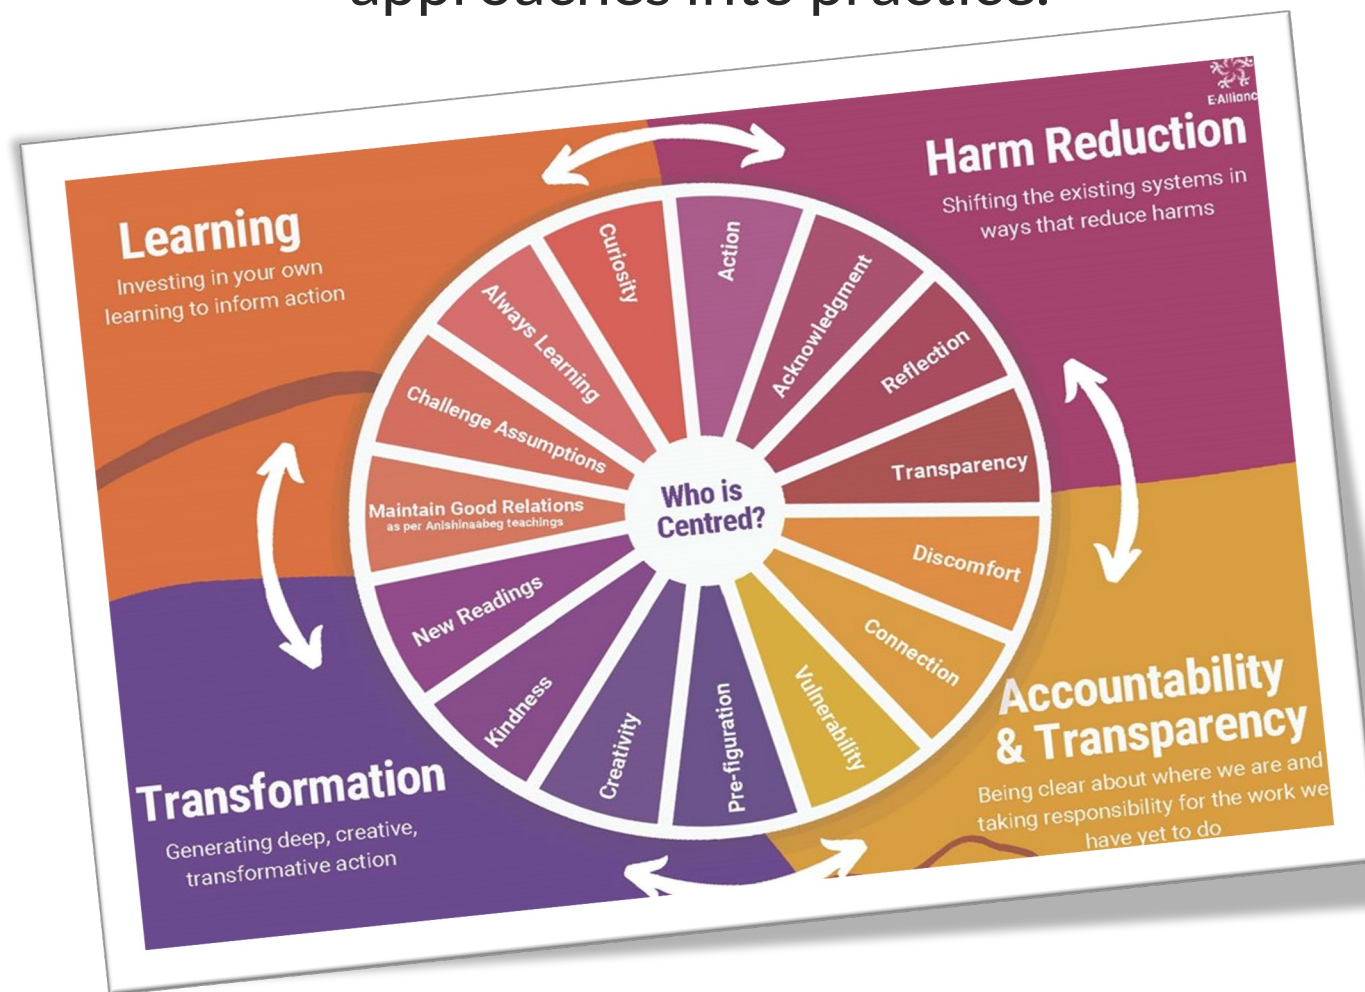 approaches into practice.
E-Allianc
Harm Reduction
Shifting the existing systems in
ways that reduce harms
Learning
Investing in your own
learning to inform action
Curiosity
Action
Acknowledgment
Reflection
Transparency
Discomfort
Connection
Vulnerability
Pre-figuration
Creativity
Kindness
New Readings
Maintain Good Relations
as per Anishinaabeg teachings
Challenge Assumptions
Always Learning
Who is
Centred?
Accountability
& Transparency
Being clear about where we are and
taking responsibility for the work we
have yet to do
Transformation
Generating deep, creative,
transformative action